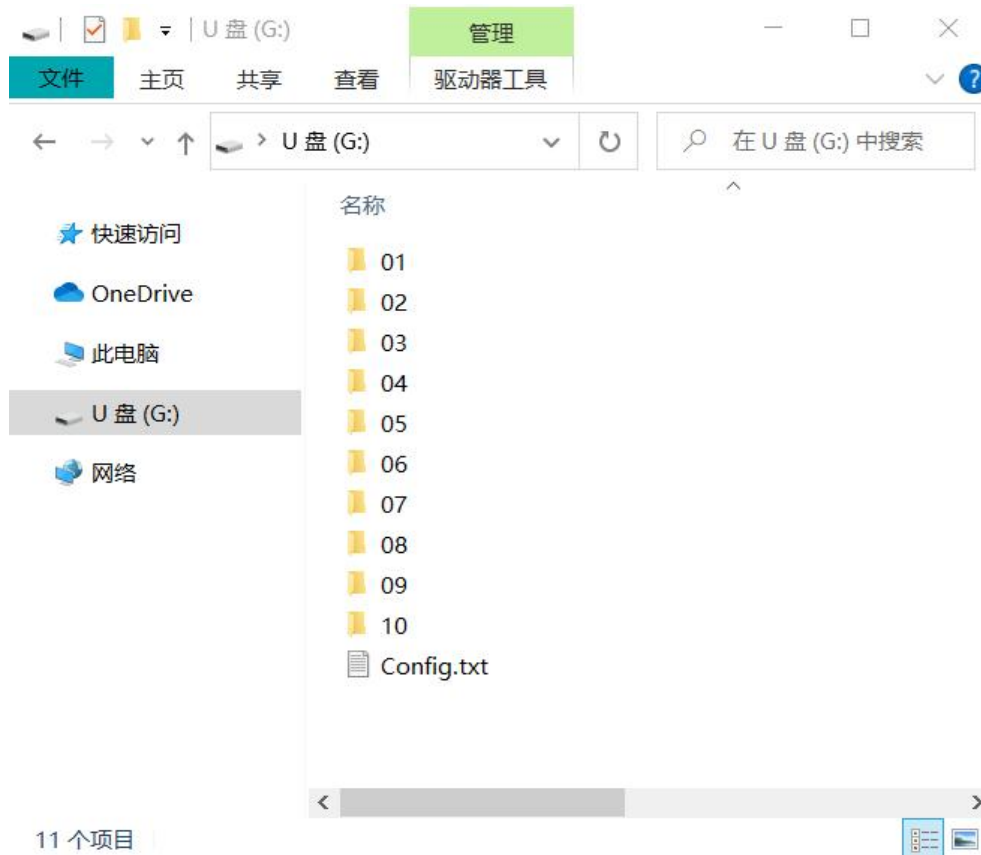 U 盘 (G:)
管理
文件 主页 共享 查看 驱动器工具
U 盘 (G:)
在 U 盘 (G:) 中搜索
快速访问
OneDrive
此电脑
U 盘 (G:)
网络
名称
01
02
03
04
05
06
07
08
09
10
Config.txt
11 个项目